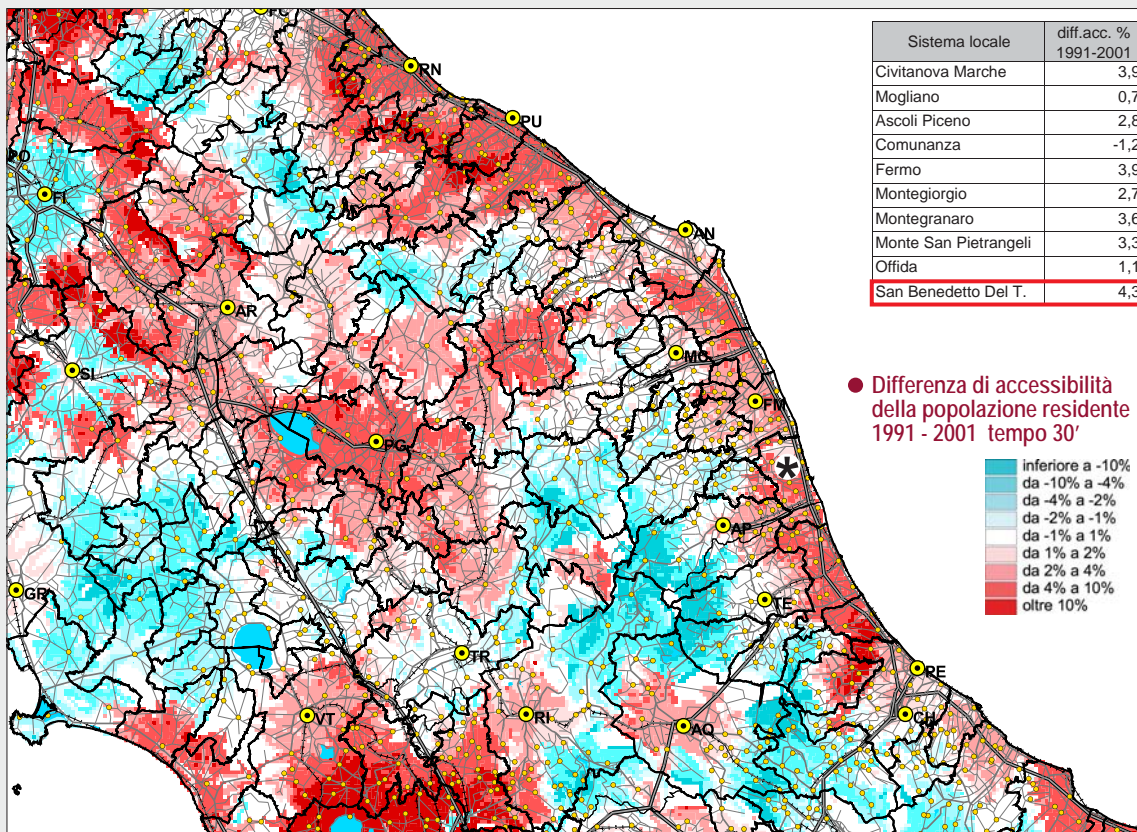 Sistema locale diff.acc. % 1991-2001
Civitanova Marche 3,9
Mogliano 0,7
Ascoli Piceno 2,8
Comunanza -1,2
Fermo 3,9
Montegiorgio 2,7
Montegranaro 3,6
Monte San Pietrangeli 3,3
Offida 1,1
San Benedetto Del T. 4,3
● Differenza di accessibilità
della popolazione residente
1991 - 2001 tempo 30'
inferiore a -10%
da -10% a -4%
da -4% a -2%
da -2% a -1%
da -1% a 1%
da 1% a 2%
da 2% a 4%
da 4% a 10%
oltre 10%
RN
PU
PO
FI
AN
AR
MC
SI
FM
PG
*
AP
GR
TE
TR
PE
VT
RI
AQ
CH